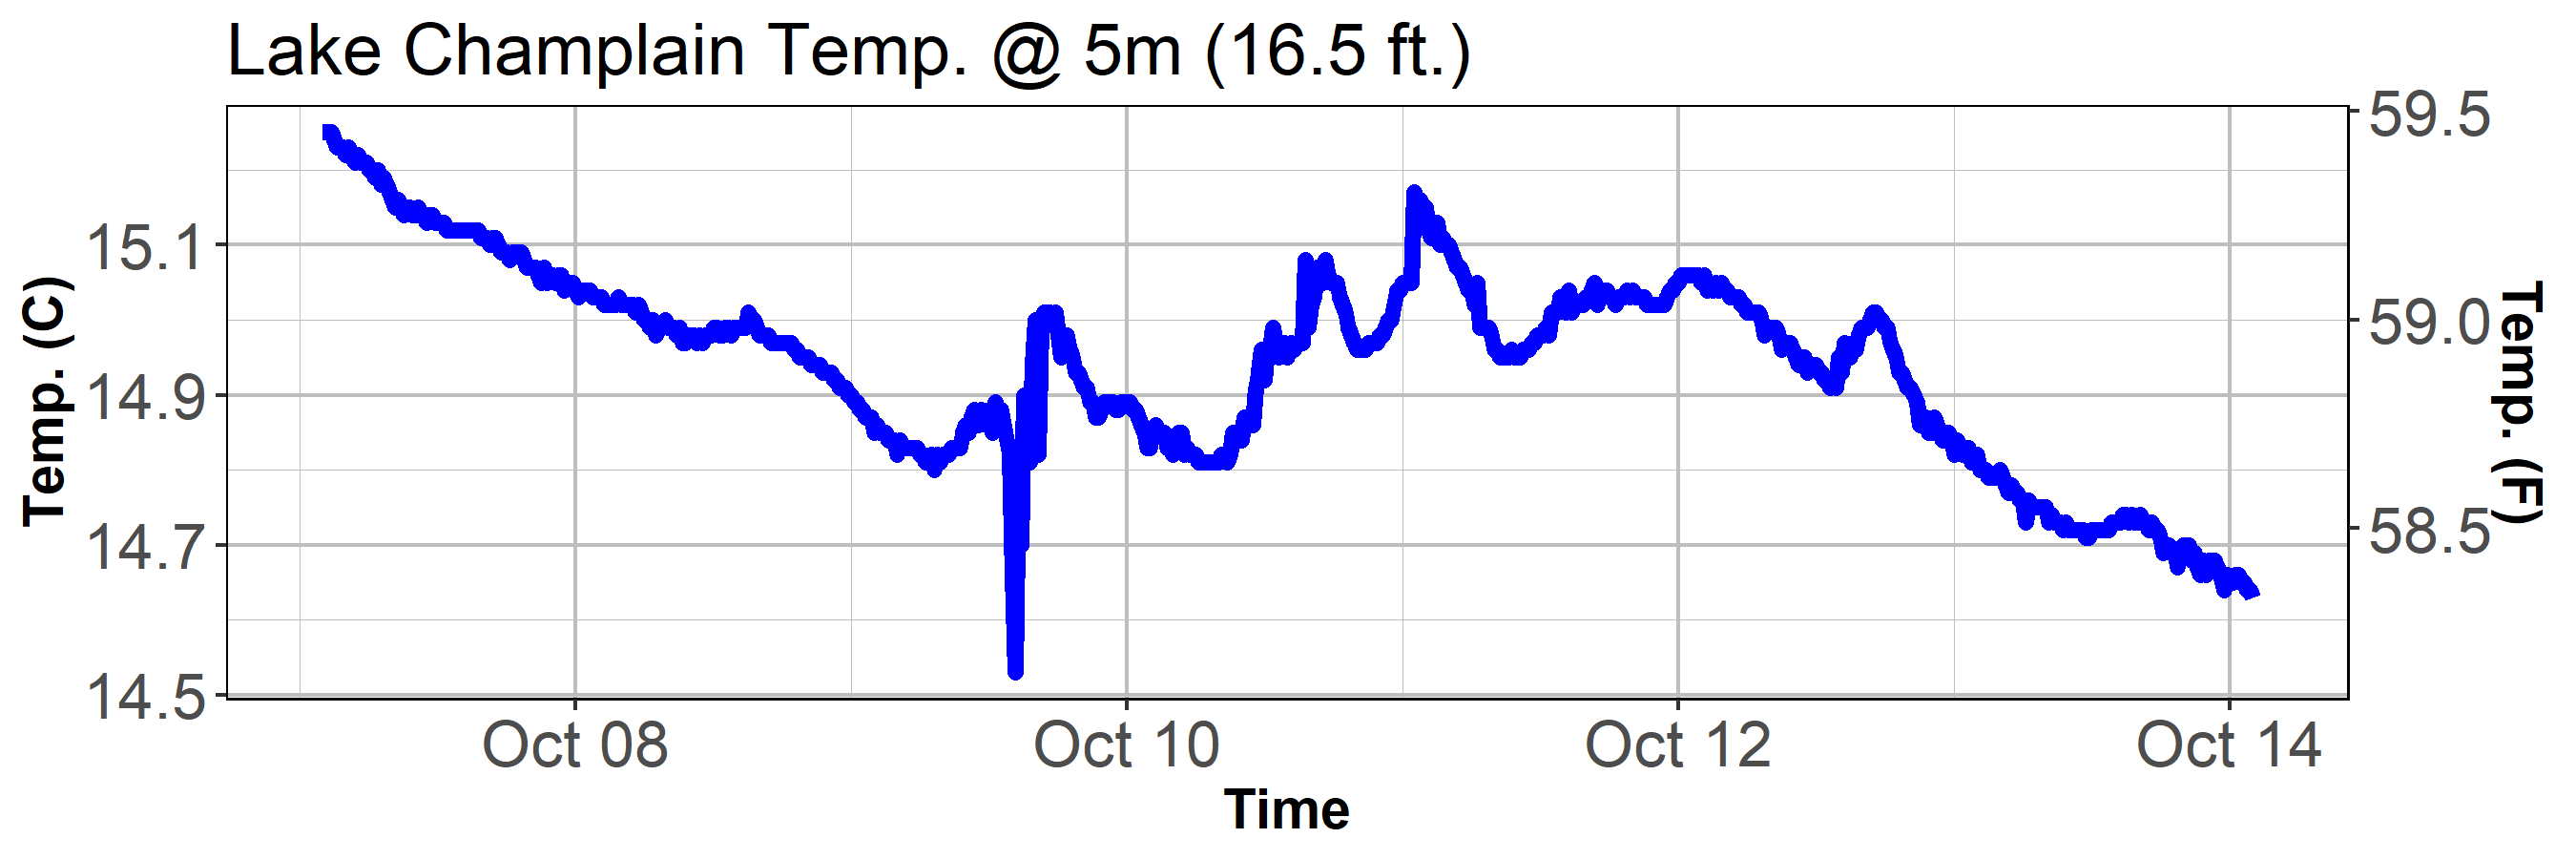 Lake Champlain Temp. @ 5m (16.5 ft.)
59.5
15.1
59.0
14.9
14.7
58.5
14.5
Temp. (C)
Temp. (F)
Oct 08 Oct 10 Oct 12 Oct 14
Time